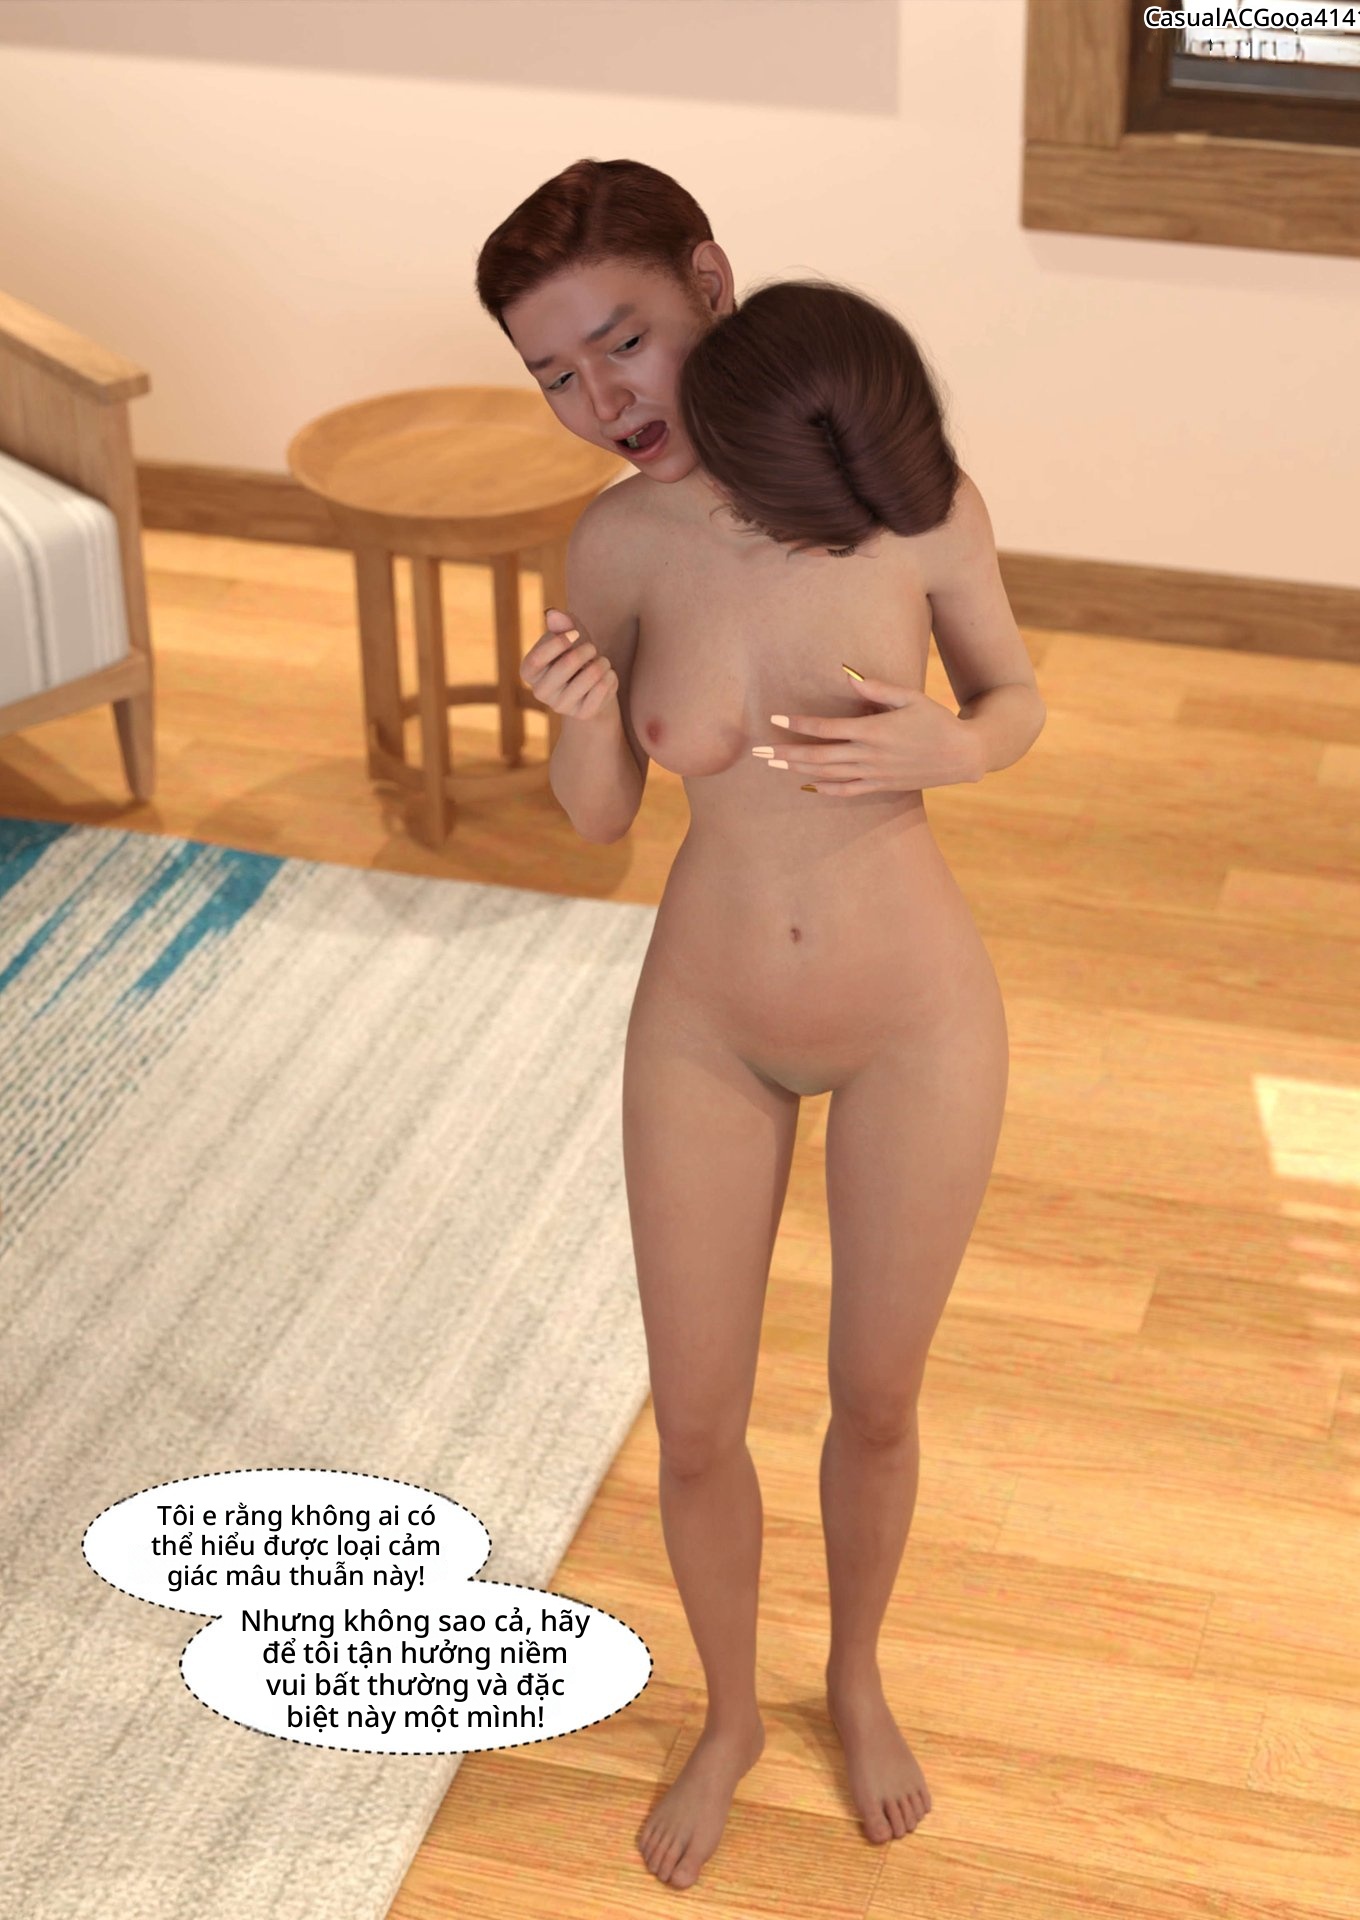 CasualACGooa414
Tôi e rằng không ai có
thể hiểu được loại cảm
giác mâu thuẫn này!
Nhưng không sao cả, hãy
để tôi tận hưởng niềm
vui bất thường và đặc
biệt này một mình!